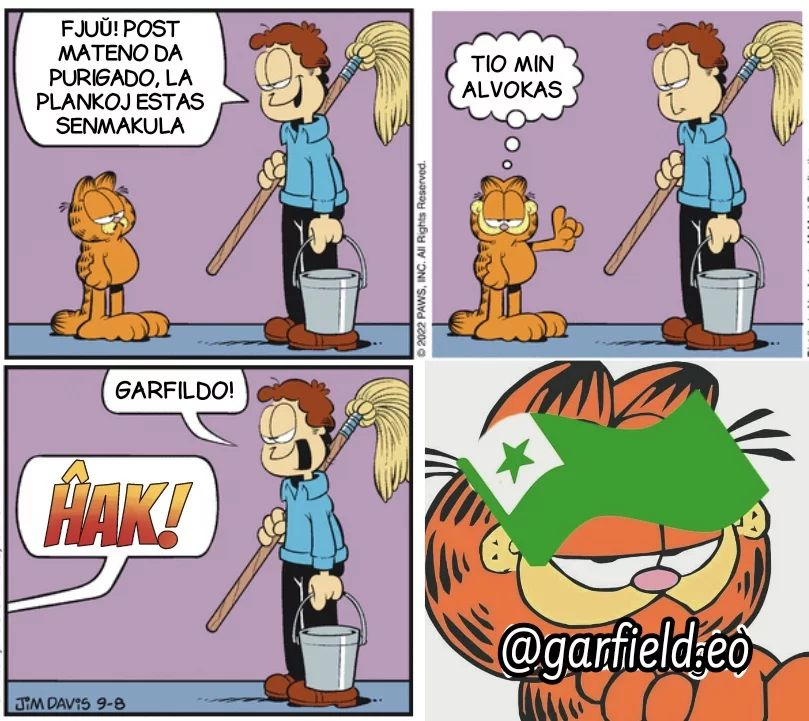 FJUŬ! POST
MATENO DA
PURIGADO, LA
PLANKOJ ESTAS
SENMAKULA
TIO MIN
ALVOKAS
© 2022 PAWS, INC. All Rights Reserved.
GARFILDO!
ĤAK!
JIM DAVIS 9-8
@garfield.eo